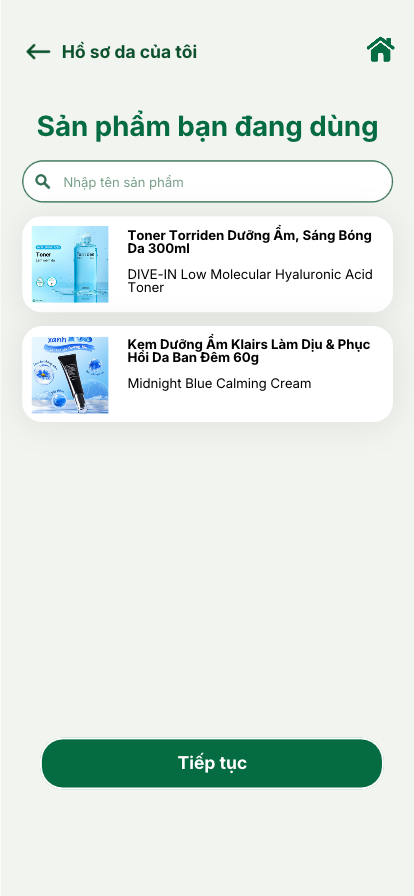 Hồ sơ da của tôi
Sản phẩm bạn đang dùng
Nhập tên sản phẩm
Toner
Toner Torriden Dưỡng Ẩm, Sáng Bóng
Da 300ml
DIVE-IN Low Molecular Hyaluronic Acid
Toner
xanh
Kem Dưỡng Ẩm Klairs Làm Dịu & Phục
Hồi Da Ban Đêm 60g
Midnight Blue Calming Cream
Tiếp tục